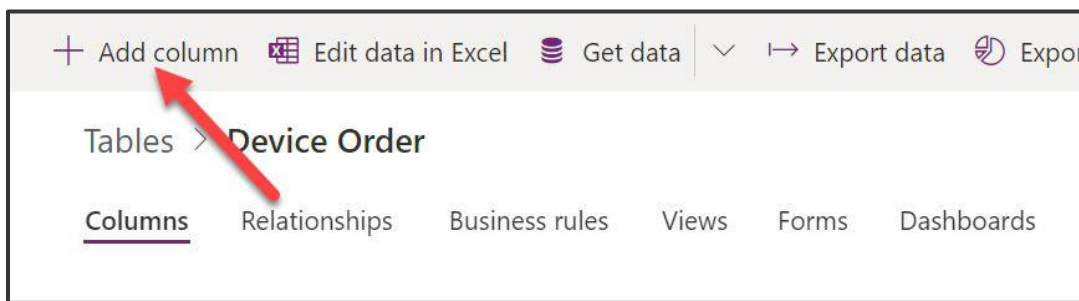 Add column Edit data in Excel Get data Export data
Tables > Device Order
Columns Relationships Business rules Views Forms Dashboards